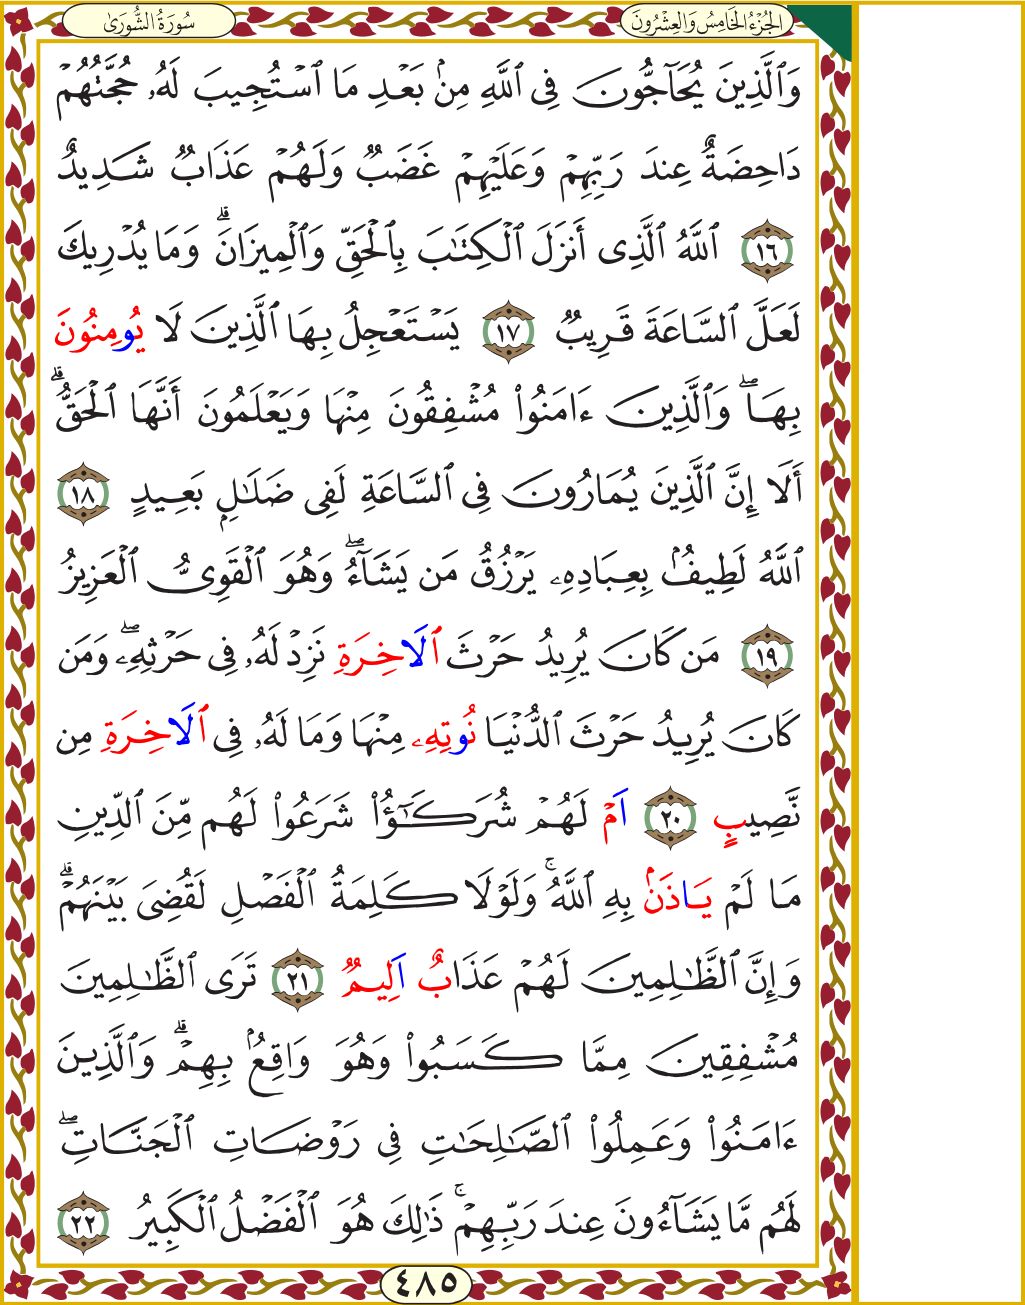 الجُزْءُ الخَامِسُ وَالعِشْرُونَ
سُورَةُ الشُّورَىٰ
وَٱلَّذِينَ يُحَآجُّونَ فِى ٱللَّهِ مِنۢ بَعْدِ مَا ٱسْتُجِيبَ لَهُۥ حُجَّتُهُمْ
دَاحِضَةٌ عِندَ رَبِّهِمْ وَعَلَيْهِمْ غَضَبٌ وَلَهُمْ عَذَابٌ شَدِيدٌ
١٦ ٱللَّهُ ٱلَّذِى أَنزَلَ ٱلْكِتَٰبَ بِٱلْحَقِّ وَٱلْمِيزَانَ ۗ وَمَا يُدْرِيكَ
لَعَلَّ ٱلسَّاعَةَ قَرِيبٌ ١٧ يَسْتَعْجِلُ بِهَا ٱلَّذِينَ لَا يُومِنُونَ
بِهَا ۖ وَٱلَّذِينَ ءَامَنُوا۟ مُشْفِقُونَ مِنْهَا وَيَعْلَمُونَ أَنَّهَا ٱلْحَقُّ ۗ
أَلَا إِنَّ ٱلَّذِينَ يُمَارُونَ فِى ٱلسَّاعَةِ لَفِى ضَلَٰلٍۭ بَعِيدٍ ١٨
ٱللَّهُ لَطِيفٌۢ بِعِبَادِهِۦ يَرْزُقُ مَن يَشَآءُ ۖ وَهُوَ ٱلْقَوِىُّ ٱلْعَزِيزُ
١٩ مَن كَانَ يُرِيدُ حَرْثَ ٱلَاخِرَةِ نَزِدْ لَهُۥ فِى حَرْثِهِۦ ۖ وَمَن
كَانَ يُرِيدُ حَرْثَ ٱلدُّنْيَا نُوتِهِۦ مِنْهَا وَمَا لَهُۥ فِى ٱلَاخِرَةِ مِن
نَّصِيبٍ ٢٠ اَمْ لَهُمْ شُرَكَٰٓؤُا۟ شَرَعُوا۟ لَهُم مِّنَ ٱلدِّينِ
مَا لَمْ يَاذَنۢ بِهِ ٱللَّهُ ۚ وَلَوْلَا كَلِمَةُ ٱلْفَصْلِ لَقُضِىَ بَيْنَهُمْ ۗ
وَإِنَّ ٱلظَّٰلِمِينَ لَهُمْ عَذَابٌ اَلِيمٌ ٢١ تَرَى ٱلظَّٰلِمِينَ
مُشْفِقِينَ مِمَّا كَسَبُوا۟ وَهُوَ وَاقِعٌۢ بِهِمْ ۗ وَٱلَّذِينَ
ءَامَنُوا۟ وَعَمِلُوا۟ ٱلصَّٰلِحَٰتِ فِى رَوْضَاتِ ٱلْجَنَّاتِ ۖ
لَهُم مَّا يَشَآءُونَ عِندَ رَبِّهِمْ ۚ ذَٰلِكَ هُوَ ٱلْفَضْلُ ٱلْكَبِيرُ ٢٢
٤٨٥